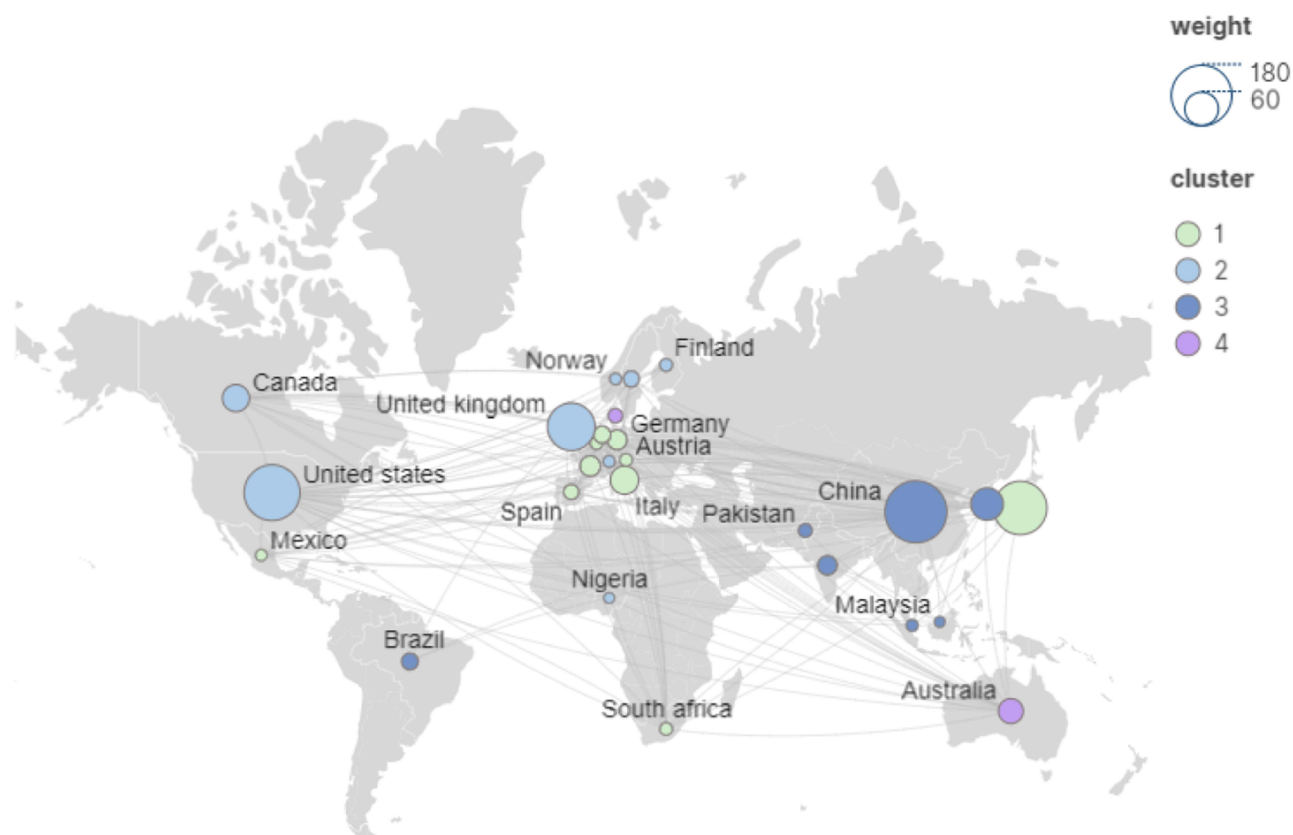 weight
180
60
cluster
1
2
3
4
Norway
Finland
Canada
United kingdom
Germany
Austria
United states
China
Spain
Italy
Pakistan
Mexico
Nigeria
Malaysia
Brazil
Australia
South africa